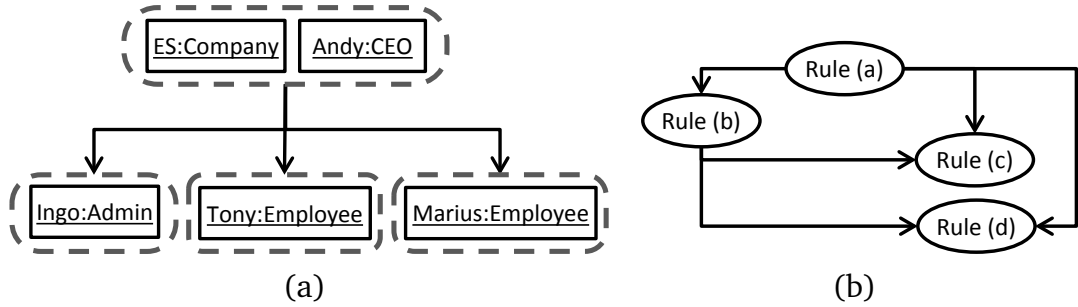 ES:Company Andy:CEO
Ingo:Admin Tony:Employee Marius:Employee
(a)
Rule (a)
Rule (b)
Rule (c)
Rule (d)
(b)